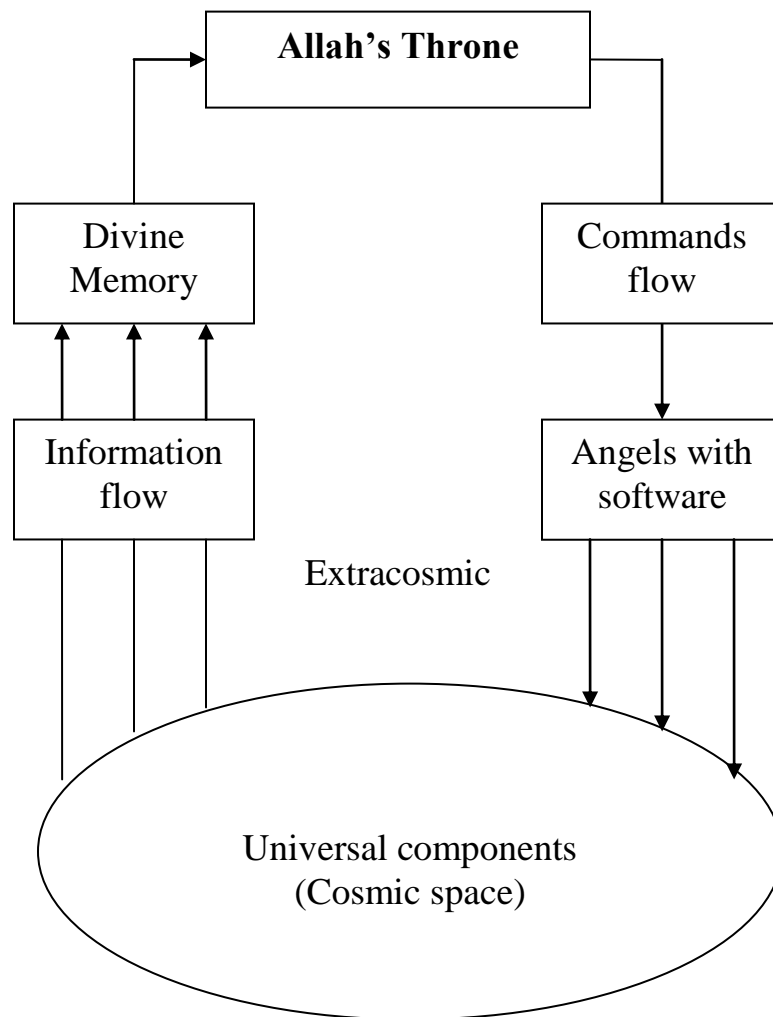 Allah’s Throne
Divine
Memory
Commands
flow
Information
flow
Angels with
software
Extracosmic
Universal components
(Cosmic space)